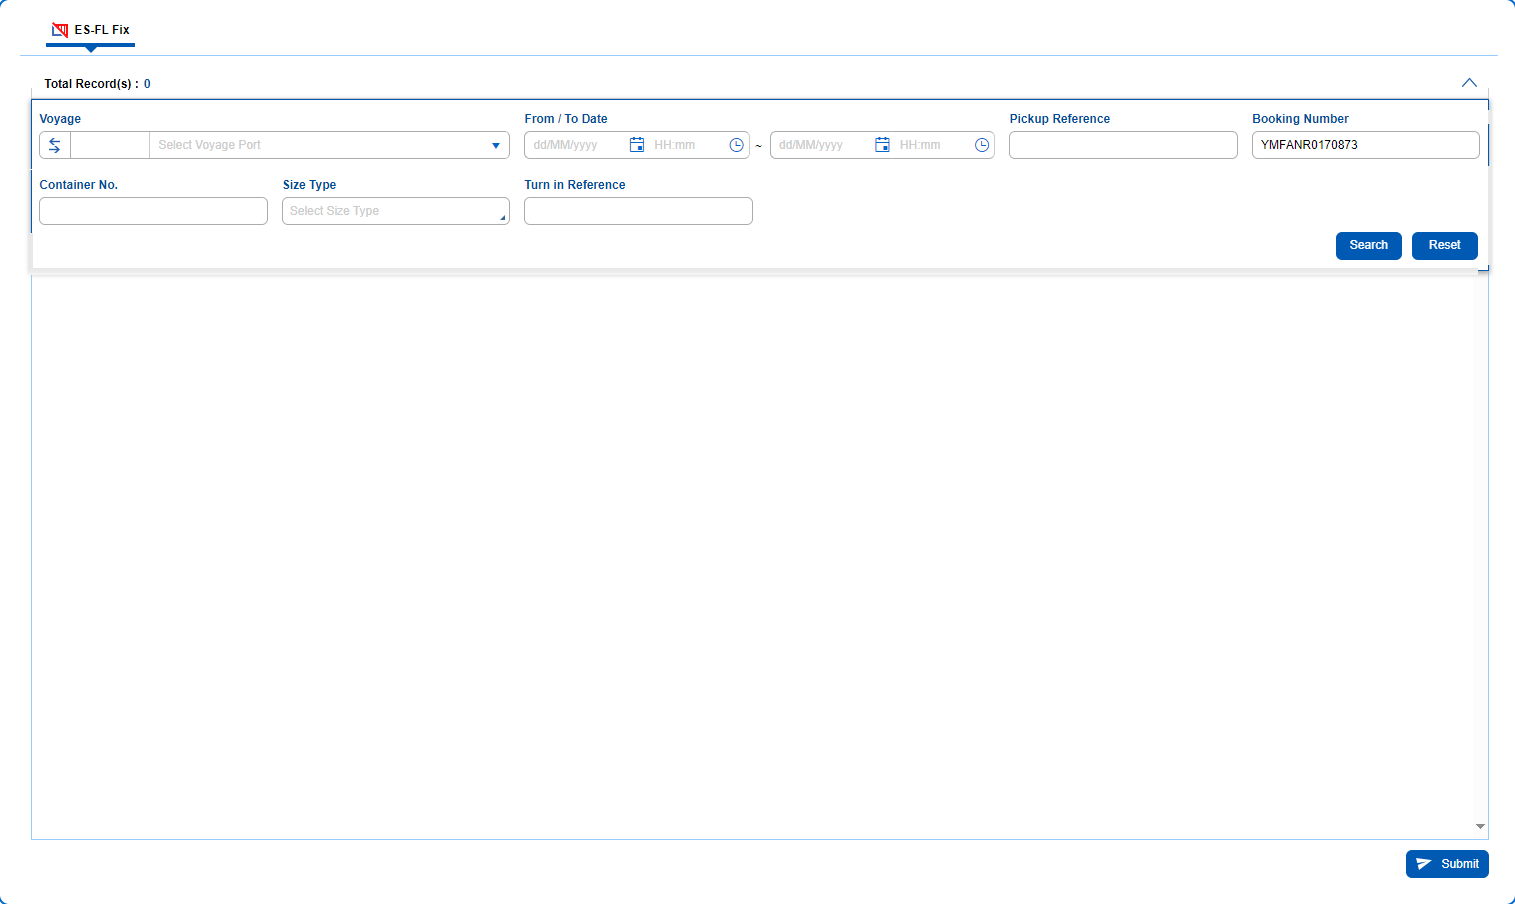 ES-FL Fix
Total Record(s) : 0
Voyage
From / To Date
Pickup Reference
Booking Number
Select Voyage Port
dd/MM/yyyy HH:mm ~ dd/MM/yyyy HH:mm
YMFANR0170873
Container No.
Size Type
Turn in Reference
Select Size Type
Search
Reset
Submit